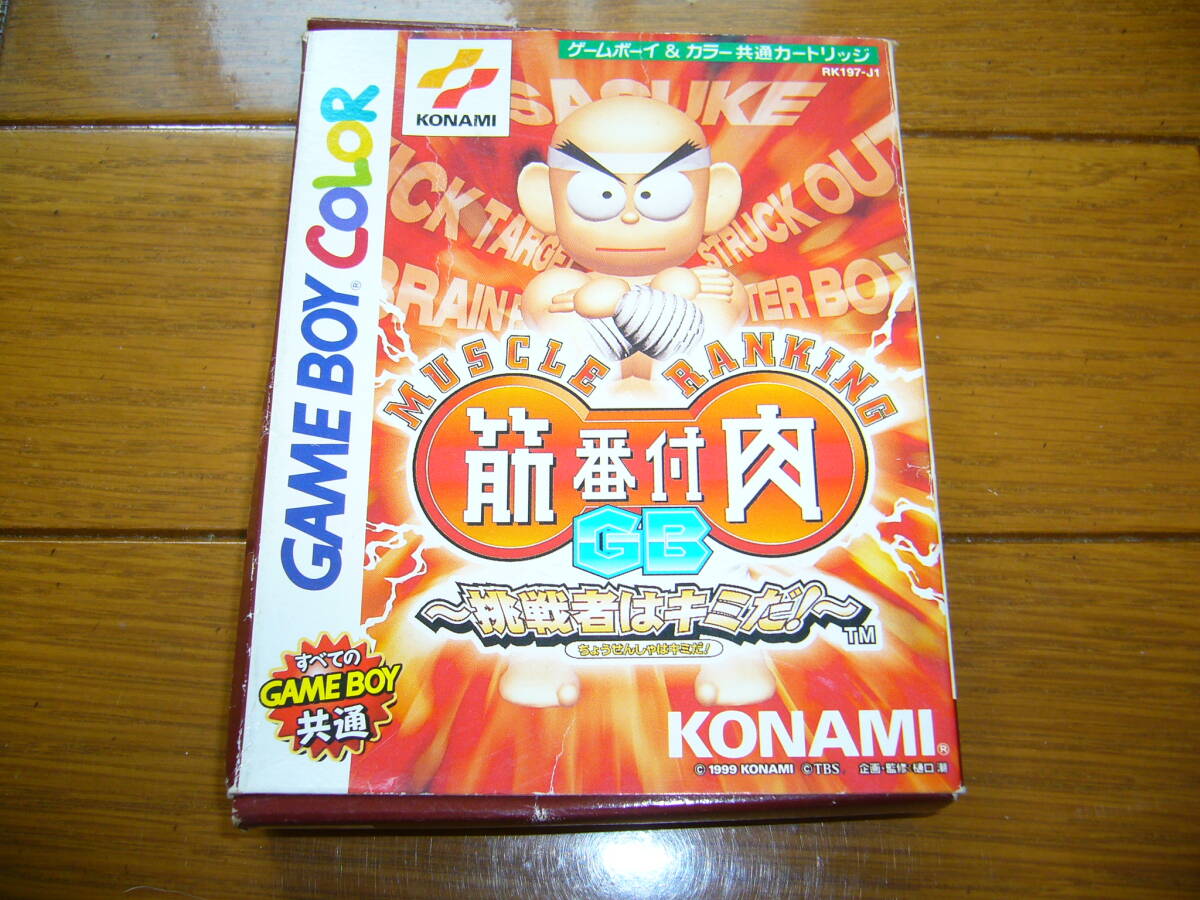 ゲームボーイ & カラー共通カートリッジ
RK197-J1
KONAMI
SASUKE
KICK TARGET
STRUCK OUT
BRAIN
TER BOX
GAME BOY COLOR
MUSCLE RANKING
筋番付肉
GB
～挑戦者はキミだ!～
TM
ちょうせんしゃはキミだ!
すべての
GAME BOY
共通
KONAMI®
© 1999 KONAMI © TBS. 企画・監修 樋口 潮